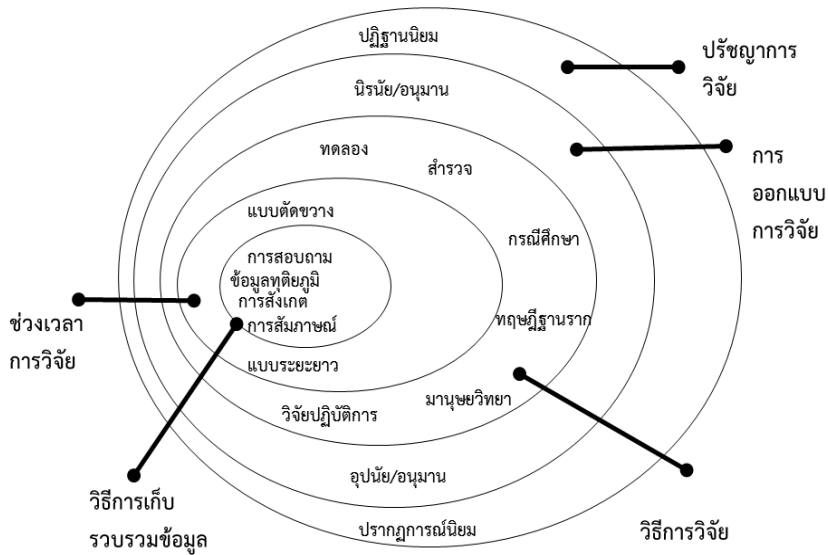 ปฏิฐานนิยม
ปรัชญาการ
วิจัย
นิรนัย/อนุมาน
ทดลอง
สำรวจ
การ
ออกแบบ
การวิจัย
แบบตัดขวาง
กรณีศึกษา
การสอบถาม
ข้อมูลทุติยภูมิ
การสังเกต
การสัมภาษณ์
ทฤษฎีฐานราก
ช่วงเวลา
การวิจัย
แบบระยะยาว
มานุษยวิทยา
วิจัยปฏิบัติการ
อุปนัย/อนุมาน
วิธีการเก็บ
รวบรวมข้อมูล
ปรากฏการณ์นิยม
วิธีการวิจัย